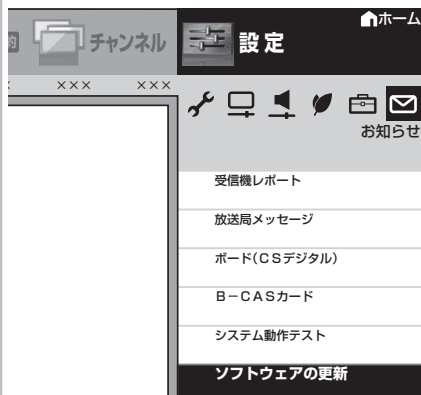 チャンネル
設定
ホーム
×××
×××
お知らせ
受信機レポート
放送局メッセージ
ボード(CSデジタル)
B-CASカード
システム動作テスト
ソフトウェアの更新